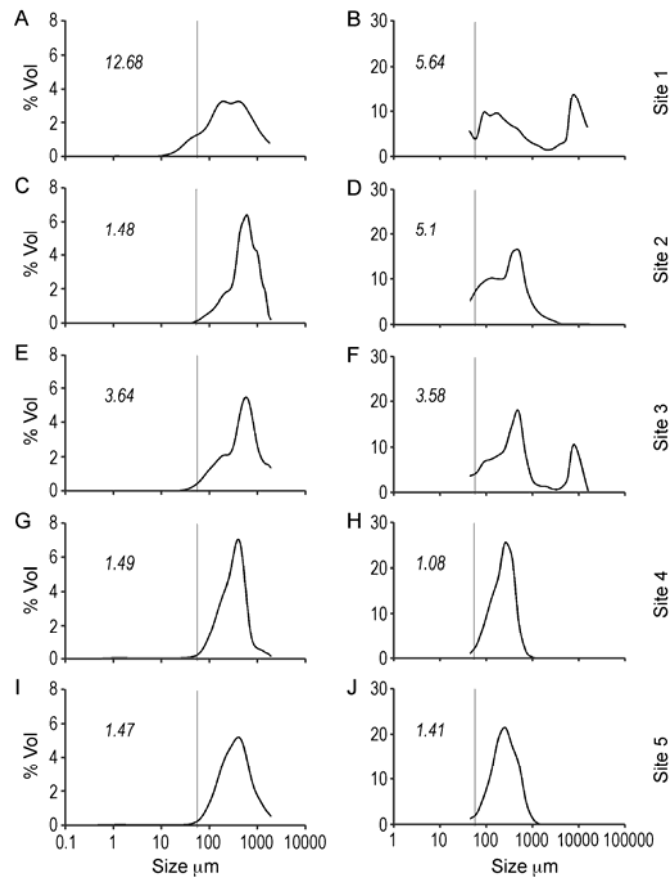 A
8
6
4
2
0
% Vol
12.68
B
30
20
10
0
5.64
Site 1
C
8
6
4
2
0
% Vol
1.48
D
30
20
10
0
5.1
Site 2
E
8
6
4
2
0
% Vol
3.64
F
30
20
10
0
3.58
Site 3
G
8
6
4
2
0
% Vol
1.49
H
30
20
10
0
1.08
Site 4
I
8
6
4
2
0
% Vol
1.47
0.1 1 10 100 1000 10000
Size μm
J
30
20
10
0
1.41
1 10 100 1000 10000 100000
Size μm
Site 5